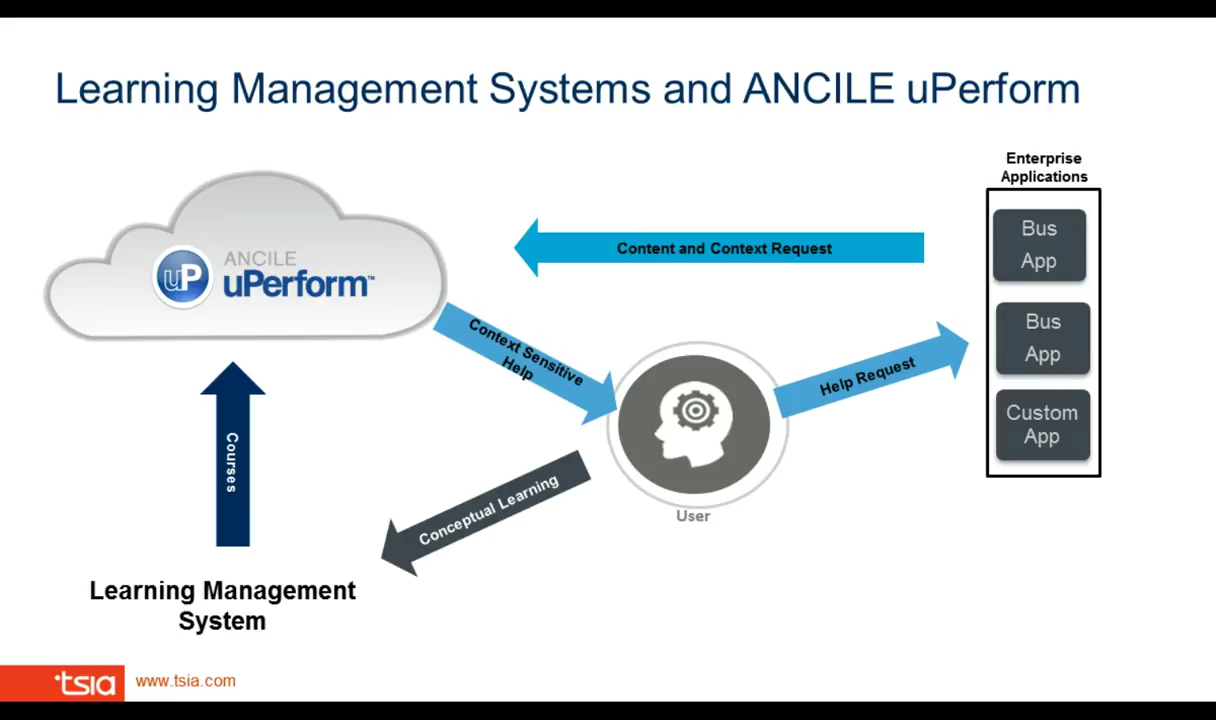 Learning Management Systems and ANCILE uPerform
Enterprise
Applications
Bus
App
Bus
App
Custom
App
Content and Context Request
uP
ANCILE
uPerform™
Context Sensitive
Help
Help Request
Courses
Conceptual Learning
User
Learning Management
System
tsia
www.tsia.com